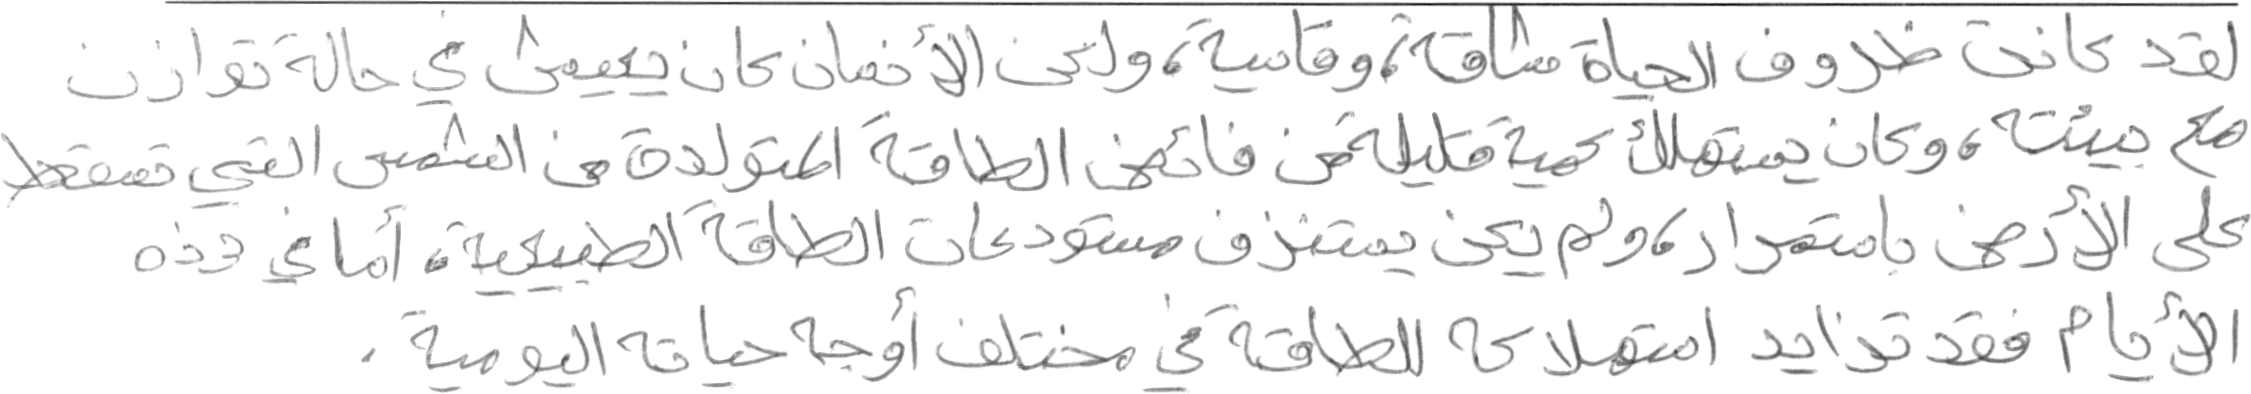 لقد كانت ظروف الحياة شاقة، وقاسية، ولكن الأنسان كان يعيش في حالة توازن
مع بيئته، وكان يستهلك كمية قليلة من فائض الطاقة المتولدة من الشمس التي تسقط
على الأرض باستمرار، ولم يكن يستنزف مستودعات الطاقة الطبيعية، أما في هذه
الأيام فقد تزايد استهلاكه للطاقة في مختلف أوجه حياته اليومية.